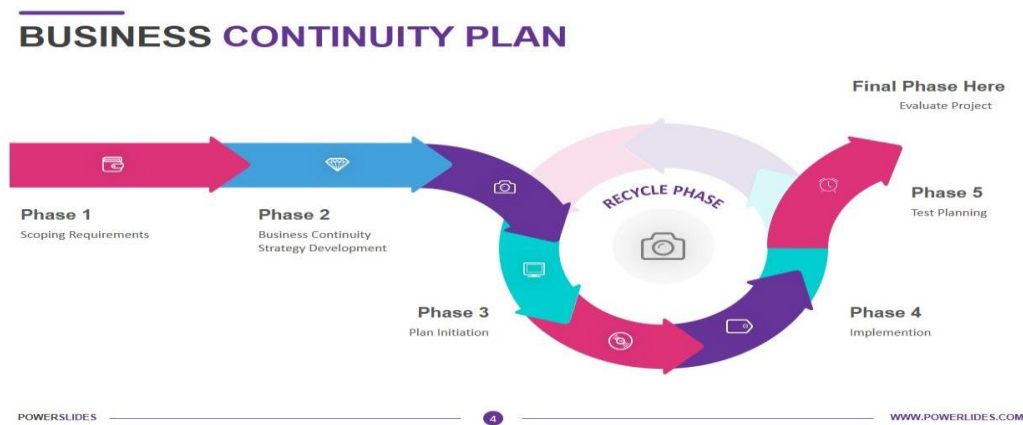 BUSINESS CONTINUITY PLAN
Final Phase Here
Evaluate Project
RECYCLE PHASE
Phase 1
Scoping Requirements
Phase 2
Business Continuity
Strategy Development
Phase 5
Test Planning
Phase 3
Plan Initiation
Phase 4
Implemention
POWERSLIDES
4
WWW.POWERLIDES.COM